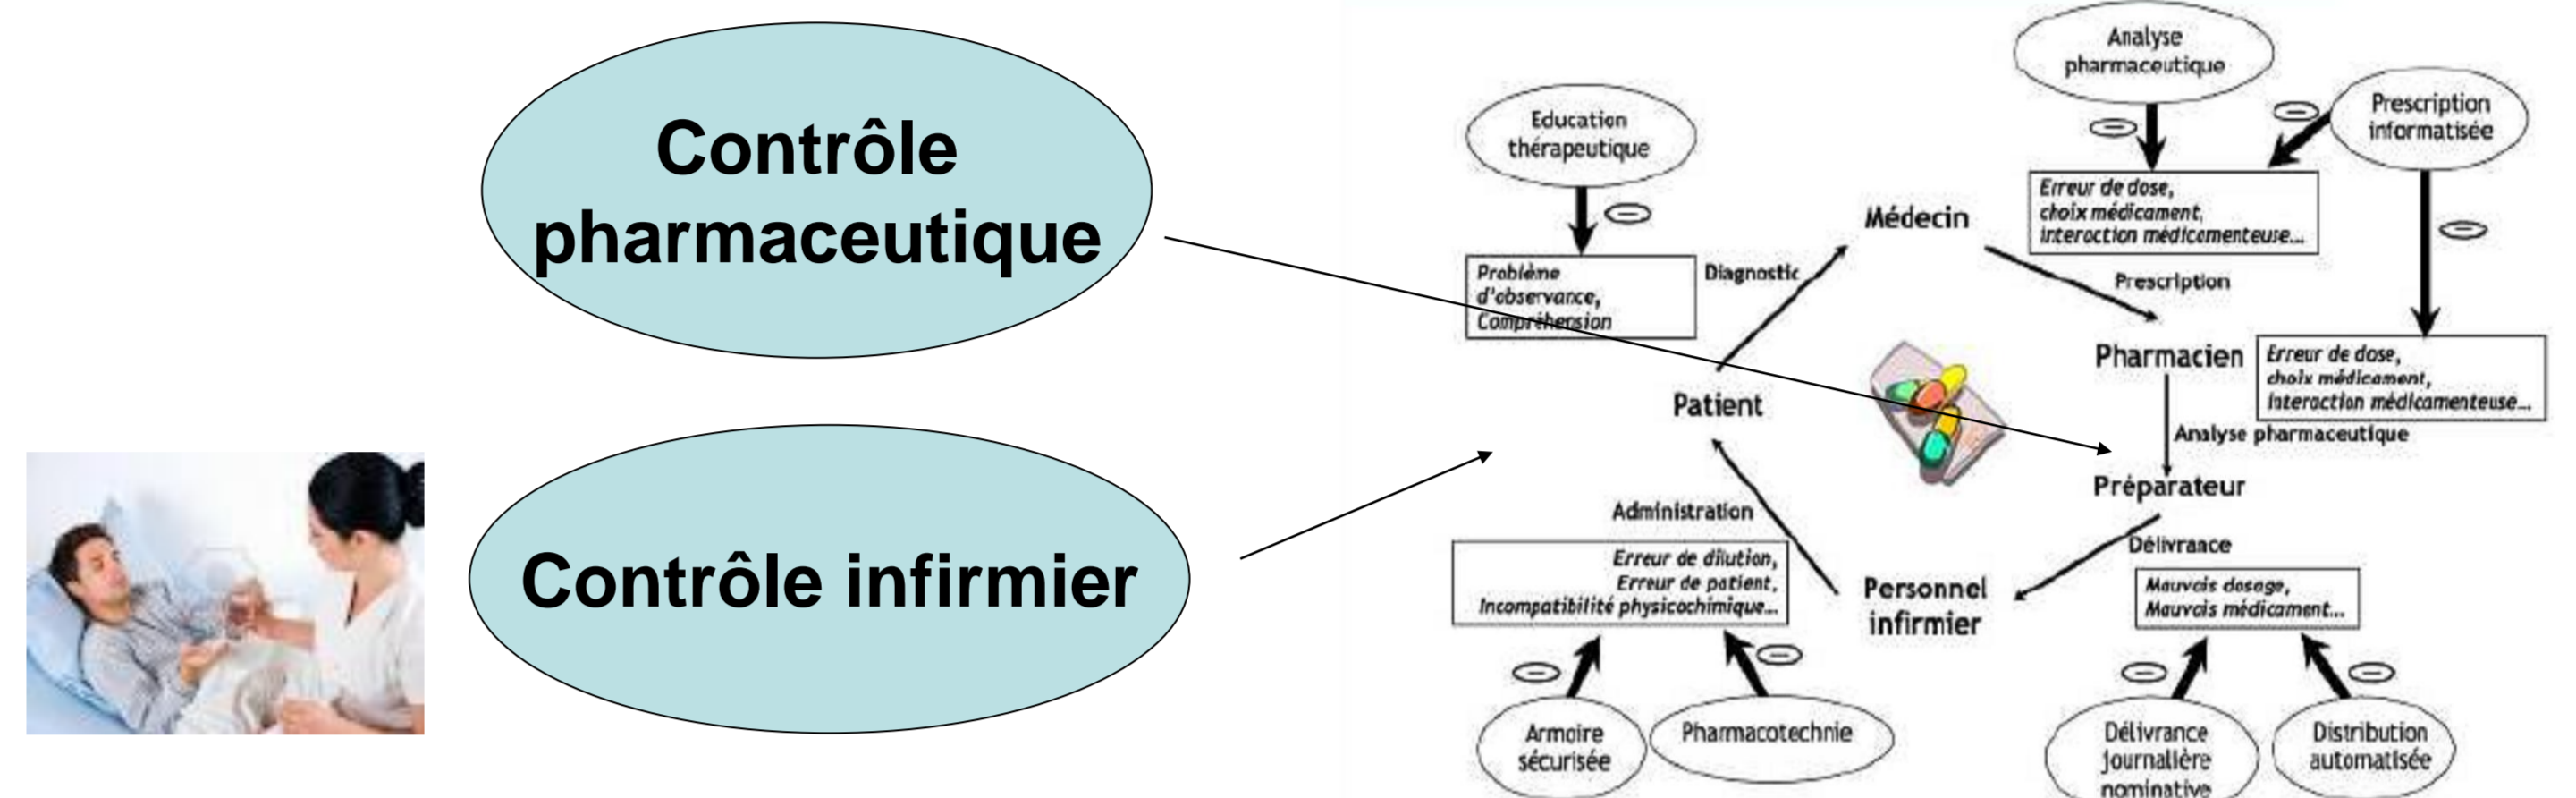 Contrôle
pharmaceutique
Contrôle infirmier
Education
thérapeutique
Problème
d'observance,
Compréhension
Analyse
pharmaceutique
Prescription
informatisée
Erreur de dose,
choix médicament,
interaction médicamenteuse...
Médecin
Diagnostic
Prescription
Pharmacien
Erreur de dose,
choix médicament,
interaction médicamenteuse...
Patient
Analyse pharmaceutique
Préparateur
Administration
Délivrance
Erreur de dilution,
Erreur de patient,
Incompatibilité physicochimique...
Personnel
infirmier
Mauvais dosage,
Mauvais médicament...
Armoire
sécurisée
Pharmacotechnie
Délivrance
journalière
nominative
Distribution
automatisée